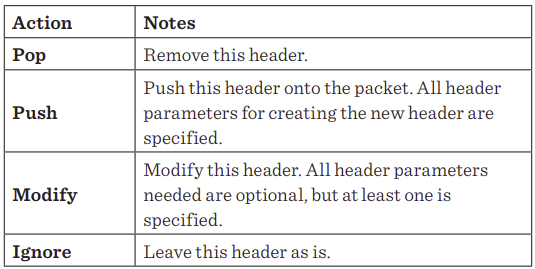 Action Notes
Pop Remove this header.
Push Push this header onto the packet. All header
parameters for creating the new header are
specified.
Modify Modify this header. All header parameters
needed are optional, but at least one is
specified.
Ignore Leave this header as is.